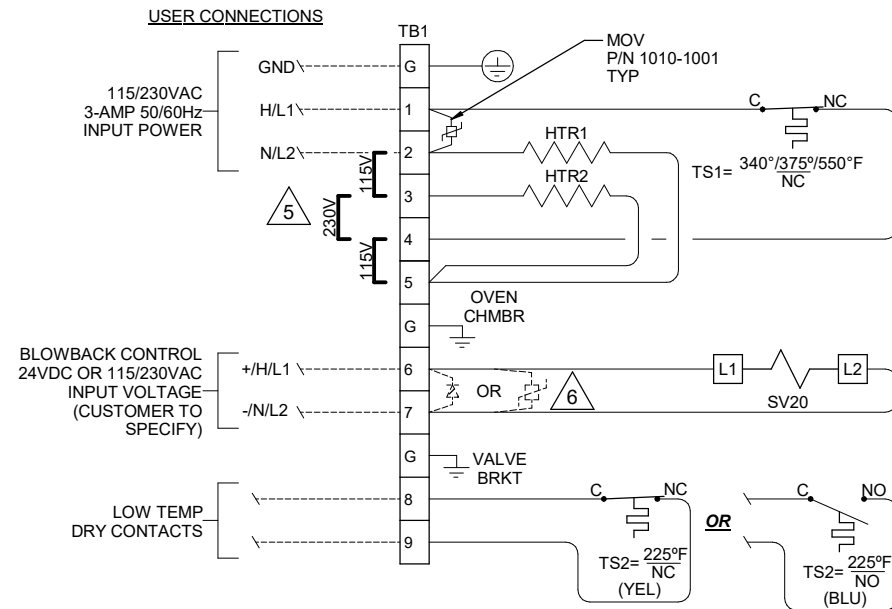 USER CONNECTIONS
TB1
115/230VAC
3-AMP 50/60Hz
INPUT POWER
GND
H/L1
N/L2
G
1
2
3
4
5
G
6
7
G
8
9
MOV
P/N 1010-1001
TYP
HTR1
HTR2
C
NC
TS1= 340°/375º/550°F
NC
5
115V
230V
115V
OVEN
CHMBR
BLOWBACK CONTROL
24VDC OR 115/230VAC
INPUT VOLTAGE
(CUSTOMER TO
SPECIFY)
+/H/L1
-/N/L2
OR
6
L1
L2
SV20
VALVE
BRKT
LOW TEMP
DRY CONTACTS
C
NC
TS2= 225ºF
NC
(YEL)
OR
C
NO
TS2= 225ºF
NO
(BLU)